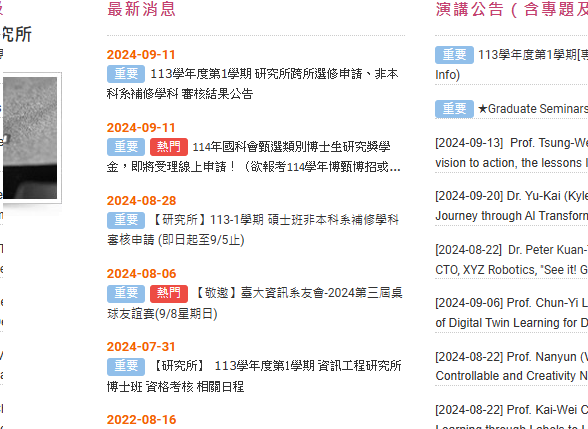 究所
最新消息
2024-09-11
重要 113學年度第1學期 研究所跨所選修申請、非本
科系補修學科 審核結果公告
2024-09-11
重要 熱門 114年國科會甄選類別博士生研究獎學
金，即將受理線上申請！（欲報考114學年博甄博招或...
2024-08-28
重要 【研究所】113-1學期 碩士班非本科系補修學科
審核申請 (即日起至9/5止)
2024-08-06
重要 熱門 【敬邀】臺大資訊系友會-2024第三屆桌
球友誼賽(9/8星期日)
2024-07-31
重要 【研究所】 113學年度第1學期 資訊工程研究所
博士班 資格考核 相關日程
2022-08-16
演講公告（含專題及
重要 113學年度第1學期[專
Info)
重要 ★Graduate Seminars
[2024-09-13] Prof. Tsung-We
vision to action, the lessons l
[2024-09-20] Dr. Yu-Kai (Kyle
Journey through AI Transforn
[2024-08-22] Dr. Peter Kuan-
CTO, XYZ Robotics, "See it! G
[2024-09-06] Prof. Chun-Yi L
of Digital Twin Learning for D
[2024-08-22] Prof. Nanyun (V
Controllable and Creativity N
[2024-08-22] Prof. Kai-Wei C
Learning through Labels to L